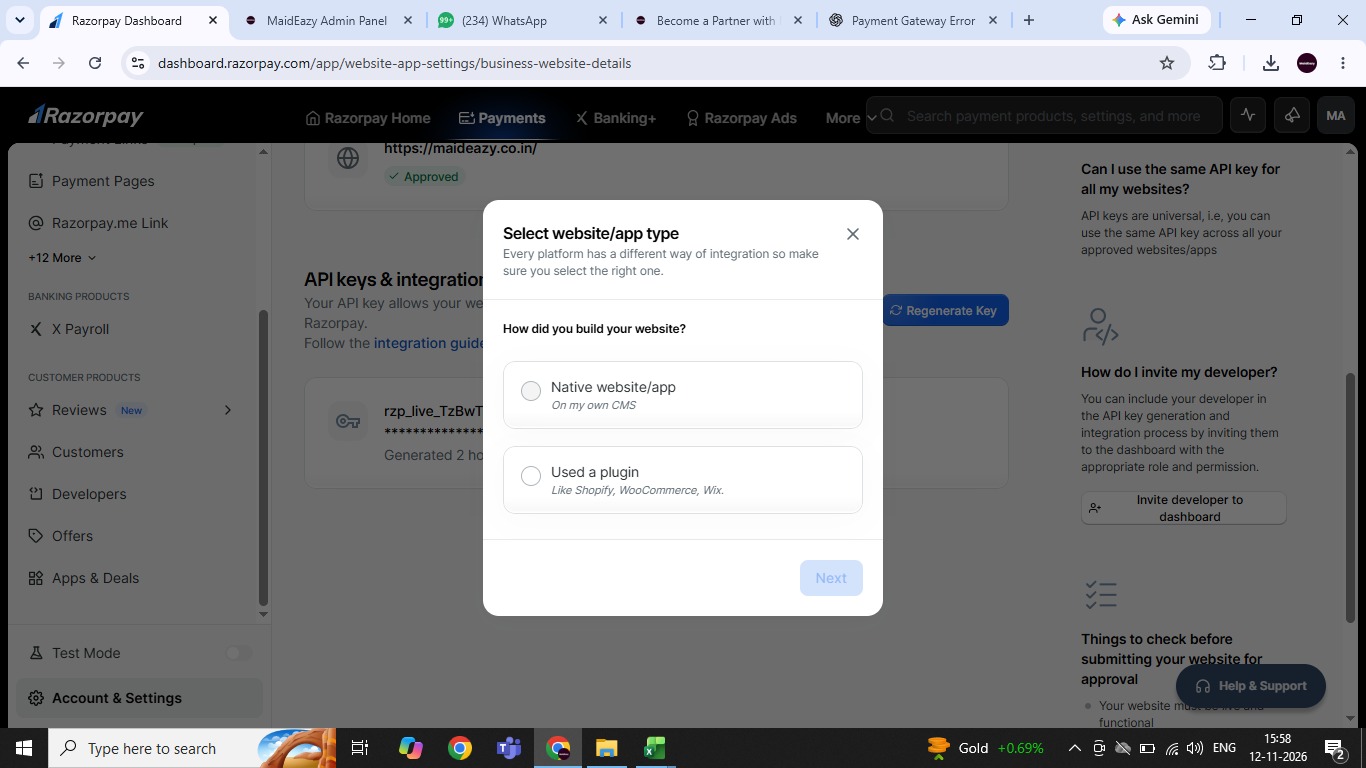 Razorpay Dashboard
MaidEazy Admin Panel
99+
(234) WhatsApp
Become a Partner with
Payment Gateway Error
Ask Gemini
dashboard.razorpay.com/app/website-app-settings/business-website-details
Razorpay
Razorpay Home
Payments
Banking+
Razorpay Ads
More
Search payment products, settings, and more
MA
Payment Pages
Razorpay.me Link
+12 More
BANKING PRODUCTS
X Payroll
CUSTOMER PRODUCTS
Reviews New
Customers
Developers
Offers
Apps & Deals
Test Mode
Account & Settings
https://maideazy.co.in/
Approved
API keys & integration
Your API key allows your we
Razorpay.
Follow the integration guide
Regenerate Key
rzp_live_TzBwT
**************
Generated 2 ho
Select website/app type
Every platform has a different way of integration so make
sure you select the right one.
How did you build your website?
Native website/app
On my own CMS
Used a plugin
Like Shopify, WooCommerce, Wix.
Next
Can I use the same API key for
all my websites?
API keys are universal, i.e, you can
use the same API key across all your
approved websites/apps
How do I invite my developer?
You can include your developer in
the API key generation and
integration process by inviting them
to the dashboard with the
appropriate role and permission.
Invite developer to
dashboard
Things to check before
submitting your website for
approval
Your website must be live and
functional
Help & Support
Type here to search
Gold +0.69%
ENG
15:58
12-11-2026
2